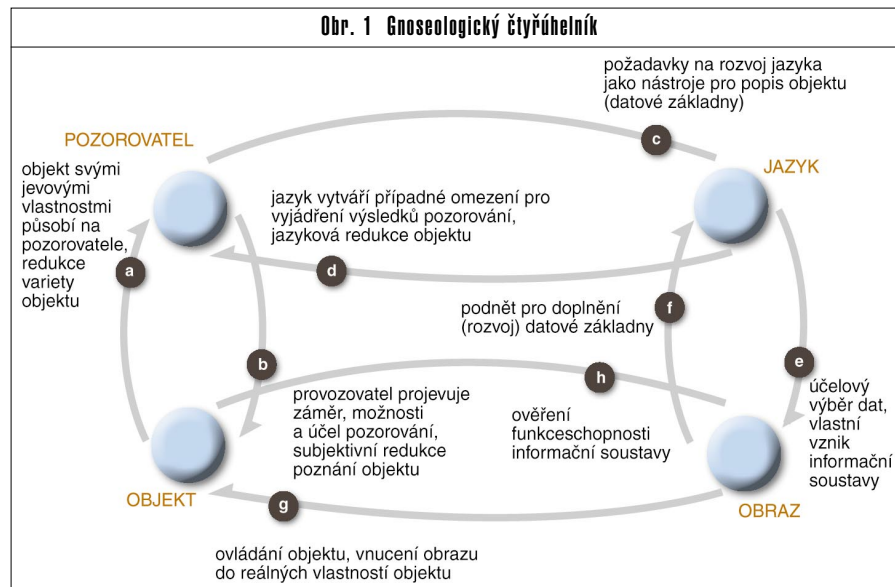 Obr. 1 Gnoseologický čtyřúhelník
požadavky na rozvoj jazyka
jako nástroje pro popis objektu
(datové základny)
c
POZOROVATEL
JAZYK
objekt svými
jevovými
vlastnostmi
působí na
pozorovatele,
redukce
variety
objektu
a
jazyk vytváří případné omezení pro
vyjádření výsledků pozorování,
jazyková redukce objektu
d
podnět pro doplnění
(rozvoj) datové základny
f
b
h
e
provozovatel projevuje
záměr, možnosti
a účel pozorování,
subjektivní redukce
poznání objektu
ověření
funkceschopnosti
informační soustavy
účelový
výběr dat,
vlastní
vznik
informační
soustavy
OBJEKT
g
OBRAZ
ovládání objektu, vnucení obrazu
do reálných vlastností objektu